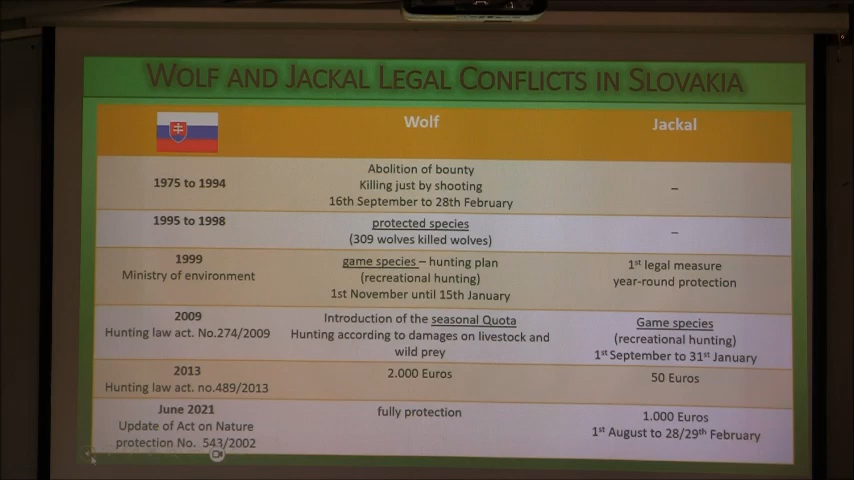 WOLF AND JACKAL LEGAL CONFLICTS IN SLOVAKIA
Wolf
Jackal
1975 to 1994
Abolition of bounty
Killing just by shooting
16th September to 28th February
–
1995 to 1998
protected species
(309 wolves killed wolves)
–
1999
Ministry of environment
game species – hunting plan
(recreational hunting)
1st November until 15th January
1st legal measure
year-round protection
2009
Hunting law act. No.274/2009
Introduction of the seasonal Quota
Hunting according to damages on livestock and
wild prey
Game species
(recreational hunting)
1st September to 31st January
2013
Hunting law act. no.489/2013
2.000 Euros
50 Euros
June 2021
Update of Act on Nature
protection No. 543/2002
fully protection
1.000 Euros
1st August to 28/29th February